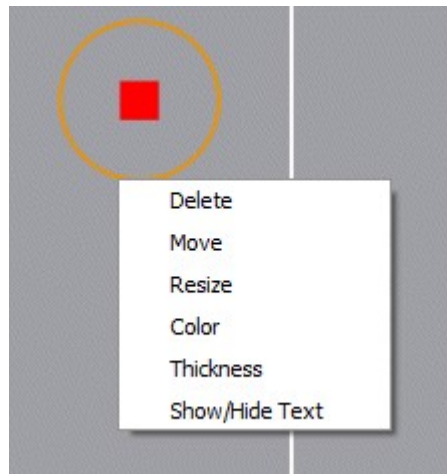 Delete
Move
Resize
Color
Thickness
Show/Hide Text